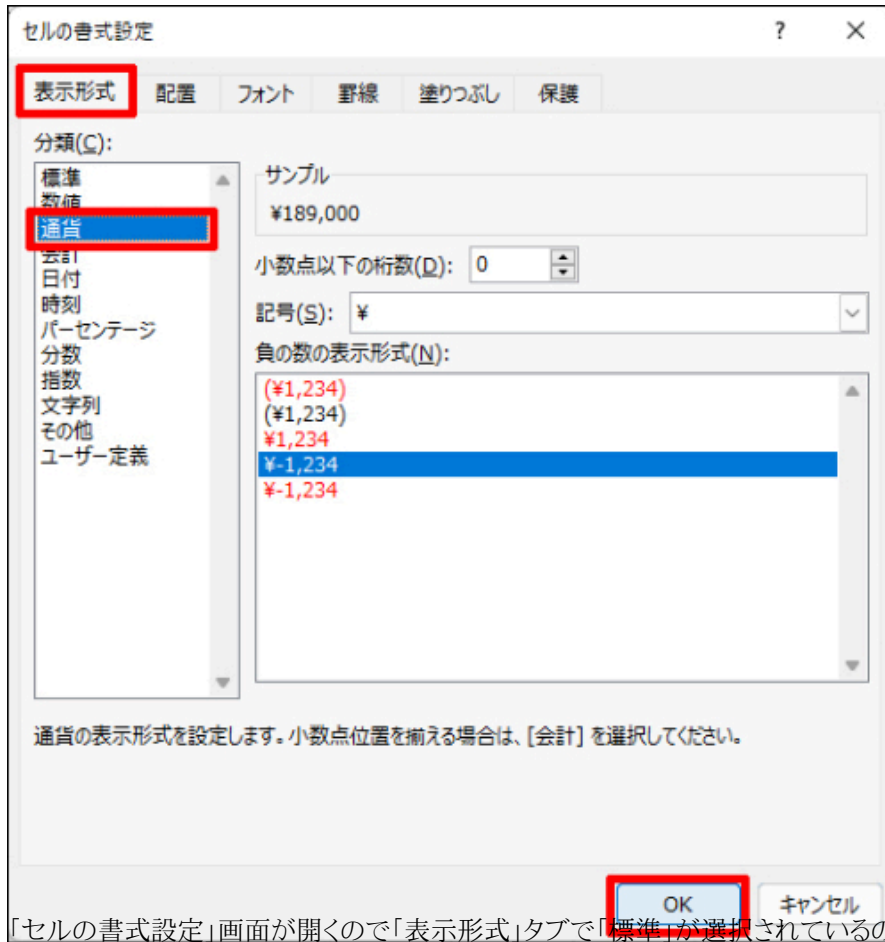 セルの書式設定
?
×
表示形式
配置
フォント
罫線
塗りつぶし
保護
分類(C):
標準
数値
通貨
会計
日付
時刻
パーセンテージ
分数
指数
文字列
その他
ユーザー定義
サンプル
¥189,000
小数点以下の桁数(D): 0
記号(S): ¥
負の数の表示形式(N):
(¥1,234)
(¥1,234)
¥1,234
¥-1,234
¥-1,234
通貨の表示形式を設定します。小数点位置を揃える場合は、[会計] を選択してください。
OK
キャンセル
「セルの書式設定」画面が開くので「表示形式」タブで「標準」が選択されているの